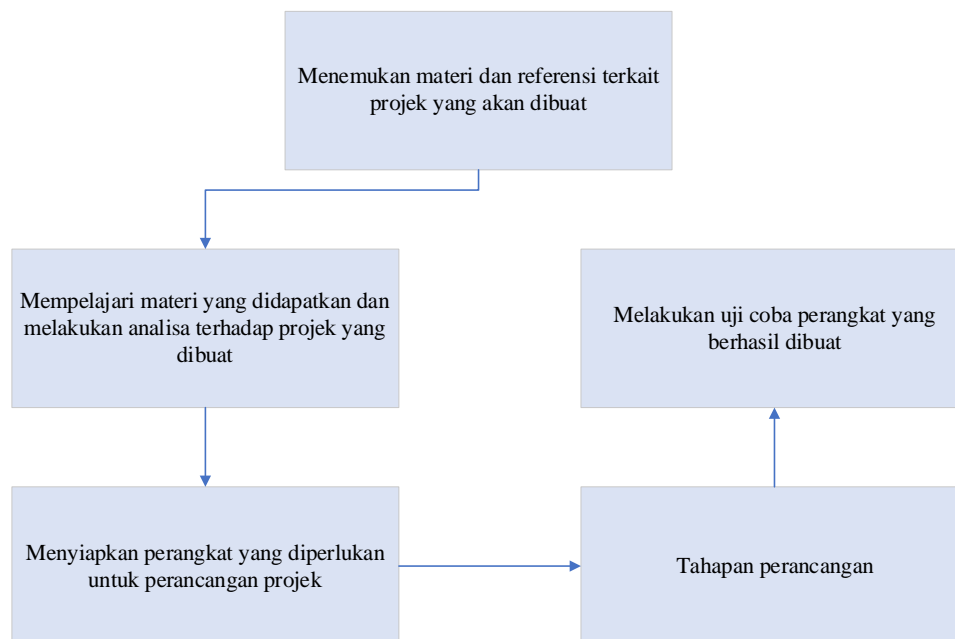 Menemukan materi dan referensi terkait
projek yang akan dibuat
Mempelajari materi yang didapatkan dan
melakukan analisa terhadap projek yang
dibuat
Menyiapkan perangkat yang diperlukan
untuk perancangan projek
Tahapan perancangan
Melakukan uji coba perangkat yang
berhasil dibuat